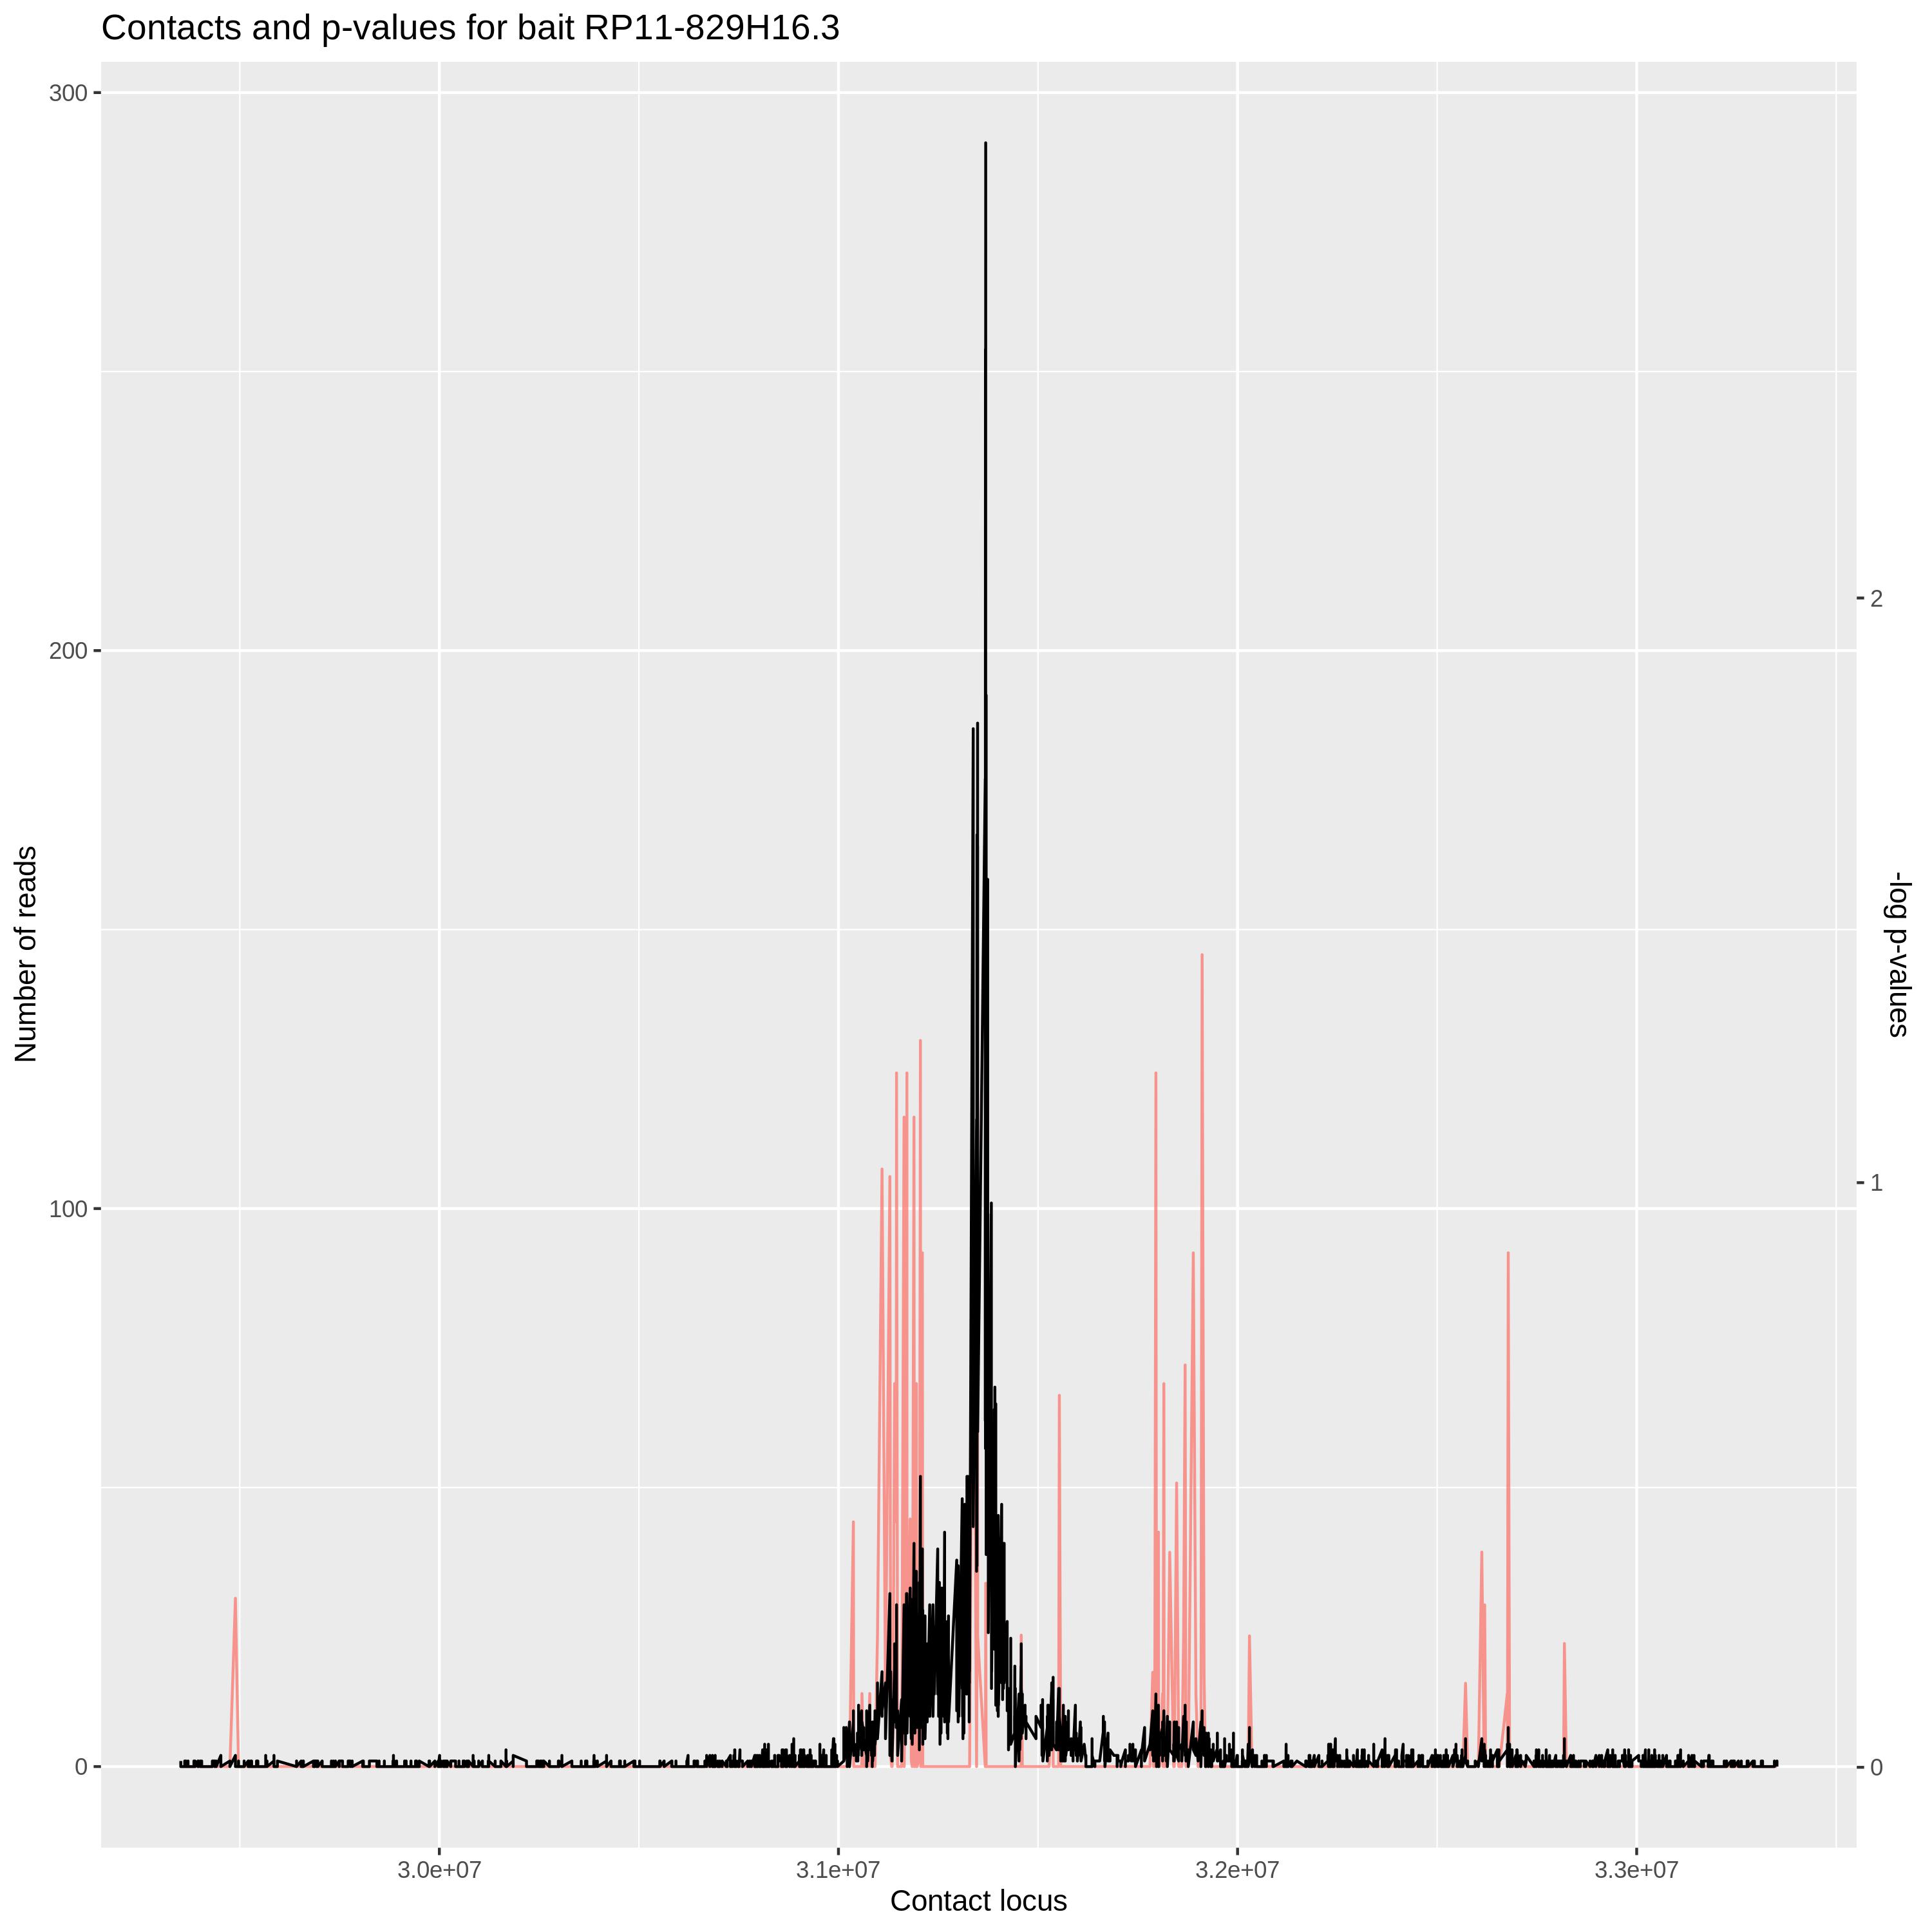 Contacts and p-values for bait RP11-829H16.3
300
200
100
0
Number of reads
2
1
0
-log p-values
3.0e+07 3.1e+07 3.2e+07 3.3e+07
Contact locus